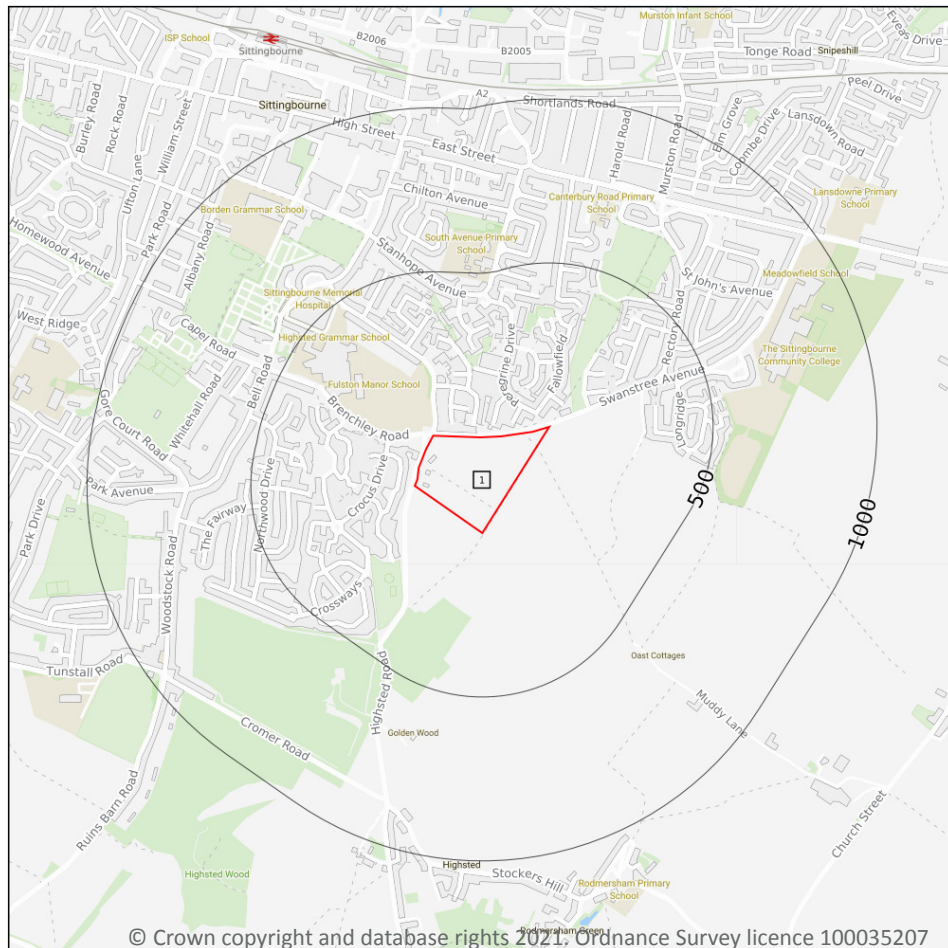 Murston Infant School
Eveas Drive
ISP School
B2006
Sittingbourne
B2005
Tonge Road
Snipeshill
Peel Drive
A2
Shortlands Road
Sittingbourne
Burley Road
Rock Road
William Street
High Street
East Street
Harold Road
Murston Road
Elm Grove
Coombe Drive
Lansdown Road
Ufton Lane
Park Road
Chilton Avenue
Canterbury Road Primary
School
Lansdowne Primary
School
Borden Grammar School
Homewood Avenue
Albany Road
Stanhope Avenue
South Avenue Primary
School
St John's Avenue
Meadowfield School
Sittingbourne Memorial
Hospital
West Ridge
Capel Road
Highsted Grammar School
Peregrine Drive
Fallowfield
Rectory Road
The Sittingbourne
Community College
Bell Road
Fulston Manor School
Swanstree Avenue
Gore Court Road
Whitehall Road
Brenchley Road
Longridge
Park Avenue
Crocus Drive
1
500
1000
Park Drive
The Fairway
Northwood Drive
Woodstock Road
Crossways
Oast Cottages
Tunstall Road
Highsted Road
Muddy Lane
Cromer Road
Golden Wood
Ruins Barn Road
Church Street
Highsted
Highsted Wood
Stockers Hill
Rodmersham Primary
School
Rodmersham Green
© Crown copyright and database rights 2021. Ordnance Survey licence 100035207